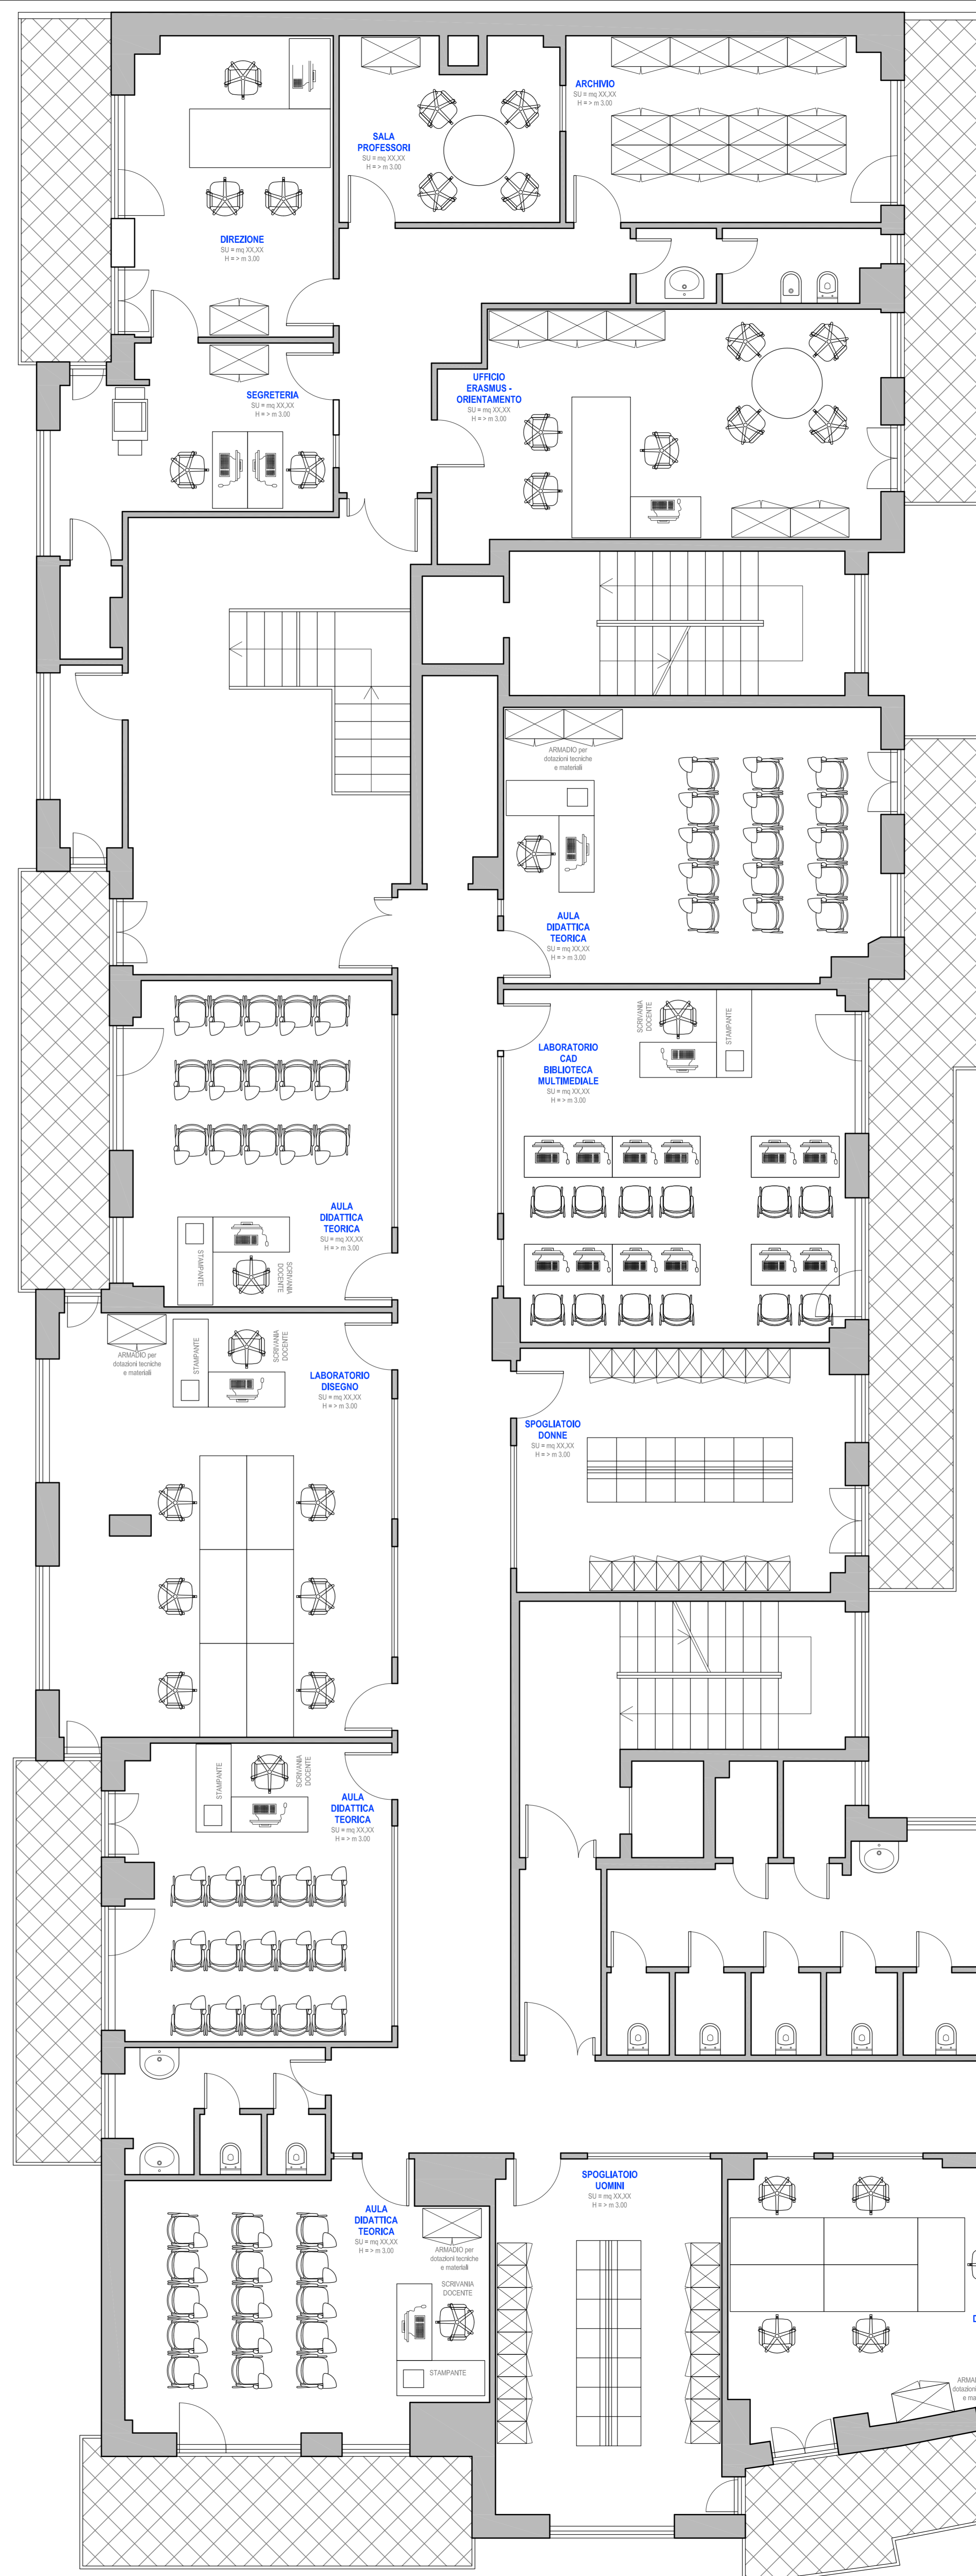 ARCHIVIO
SU = mq XX,XX
H = > m 3.00
SALA
PROFESSORI
SU = mq XX,XX
H = > m 3.00
DIREZIONE
SU = mq XX,XX
H = > m 3.00
UFFICIO
ERASMUS -
ORIENTAMENTO
SU = mq XX,XX
H = > m 3.00
SEGRETERIA
SU = mq XX,XX
H = > m 3.00
ARMADIO per
dotazioni tecniche
e materiali
AULA
DIDATTICA
TEORICA
SU = mq XX,XX
H = > m 3.00
SCRIVANIA
DOCENTE
STAMPANTE
LABORATORIO
CAD
BIBLIOTECA
MULTIMEDIALE
SU = mq XX,XX
H = > m 3.00
AULA
DIDATTICA
TEORICA
SU = mq XX,XX
H = > m 3.00
STAMPANTE
SCRIVANIA
DOCENTE
ARMADIO per
dotazioni tecniche
e materiali
STAMPANTE
SCRIVANIA
DOCENTE
LABORATORIO
DISEGNO
SU = mq XX,XX
H = > m 3.00
SPOGLIATOIO
DONNE
SU = mq XX,XX
H = > m 3.00
STAMPANTE
SCRIVANIA
DOCENTE
AULA
DIDATTICA
TEORICA
SU = mq XX,XX
H = > m 3.00
SPOGLIATOIO
UOMINI
SU = mq XX,XX
H = > m 3.00
AULA
DIDATTICA
TEORICA
SU = mq XX,XX
H = > m 3.00
ARMADIO per
dotazioni tecniche
e materiali
SCRIVANIA
DOCENTE
STAMPANTE
D
ARMA
dotazioni
e ma